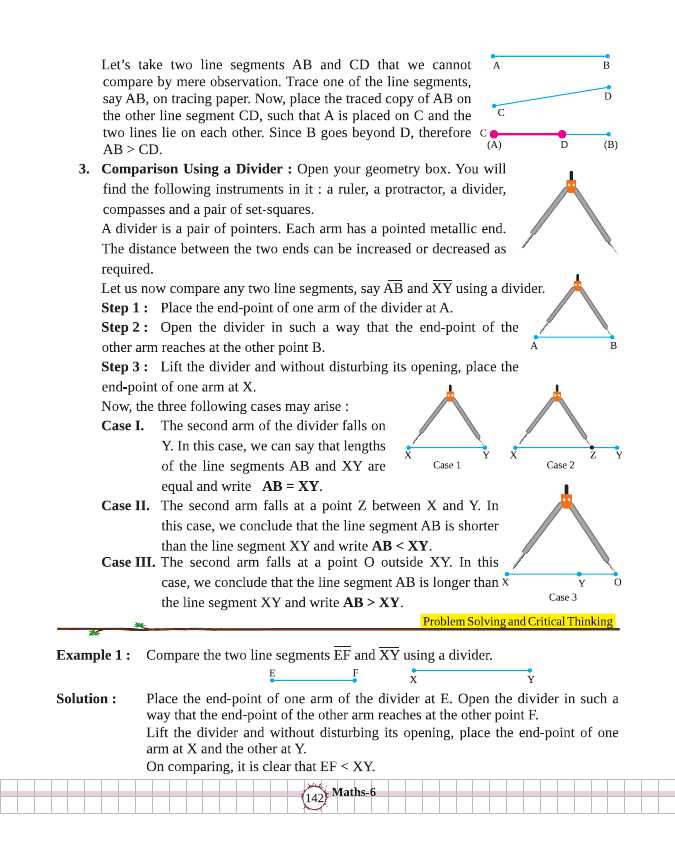 Let’s take two line segments AB and CD that we cannot
compare by mere observation. Trace one of the line segments,
say AB, on tracing paper. Now, place the traced copy of AB on
the other line segment CD, such that A is placed on C and the
two lines lie on each other. Since B goes beyond D, therefore
AB > CD.
A B
D
C
C
(A) D (B)
3. Comparison Using a Divider : Open your geometry box. You will
find the following instruments in it : a ruler, a protractor, a divider,
compasses and a pair of set-squares.
A divider is a pair of pointers. Each arm has a pointed metallic end.
The distance between the two ends can be increased or decreased as
required.
Let us now compare any two line segments, say A̅B̅ and X̅Y̅ using a divider.
Step 1 : Place the end-point of one arm of the divider at A.
Step 2 : Open the divider in such a way that the end-point of the
other arm reaches at the other point B.
A B
Step 3 : Lift the divider and without disturbing its opening, place the
end-point of one arm at X.
Now, the three following cases may arise :
Case I. The second arm of the divider falls on
Y. In this case, we can say that lengths
of the line segments AB and XY are
equal and write AB = XY.
X Y
Case 1
X Z Y
Case 2
Case II. The second arm falls at a point Z between X and Y. In
this case, we conclude that the line segment AB is shorter
than the line segment XY and write AB < XY.
Case III. The second arm falls at a point O outside XY. In this
case, we conclude that the line segment AB is longer than
the line segment XY and write AB > XY.
X Y O
Case 3
Problem Solving and Critical Thinking
Example 1 : Compare the two line segments E̅F̅ and X̅Y̅ using a divider.
E F
X Y
Solution : Place the end-point of one arm of the divider at E. Open the divider in such a
way that the end-point of the other arm reaches at the other point F.
Lift the divider and without disturbing its opening, place the end-point of one
arm at X and the other at Y.
On comparing, it is clear that EF < XY.
142 Maths-6